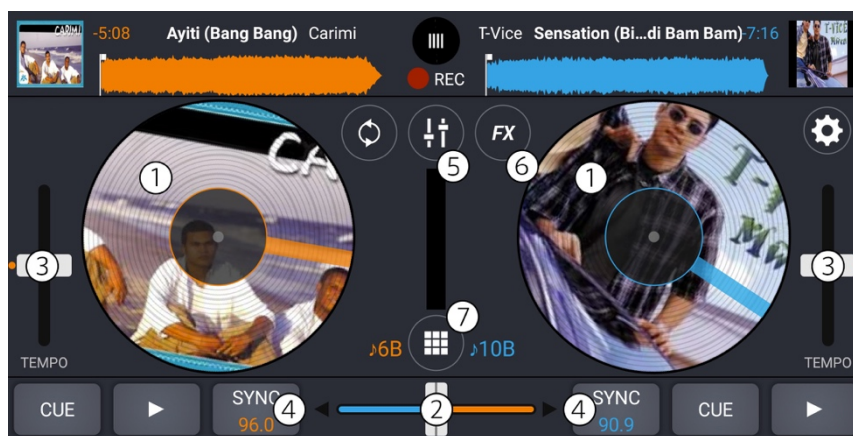 -5:08 Ayiti (Bang Bang) Carimi
T-Vice Sensation (Bi...di Bam Bam) -7:16
CARIMI
T-VICE
REC
FX
1
5
6
1
CA
T-V
3
3
7
♪6B
♪10B
TEMPO
TEMPO
CUE
SYNC
96.0
4
2
4
SYNC
90.9
CUE